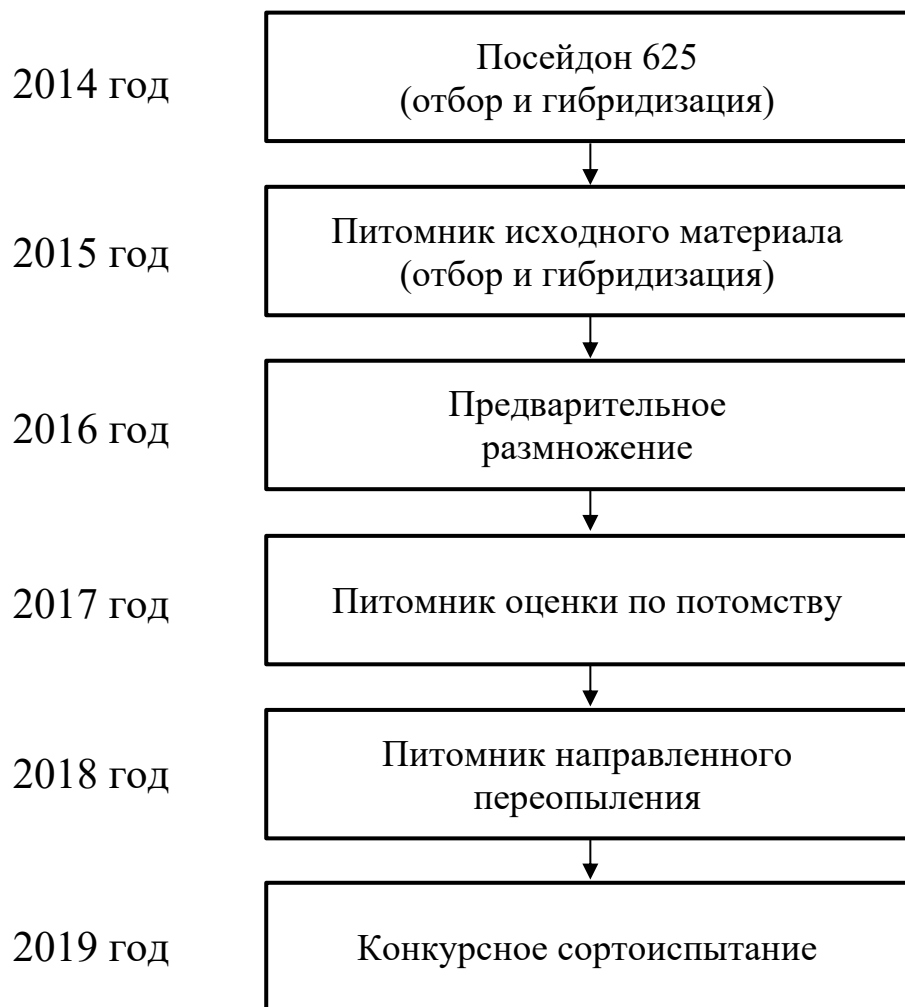 2014 год
Посейдон 625
(отбор и гибридизация)
2015 год
Питомник исходного материала
(отбор и гибридизация)
2016 год
Предварительное
размножение
2017 год
Питомник оценки по потомству
2018 год
Питомник направленного
переопыления
2019 год
Конкурсное сортоиспытание